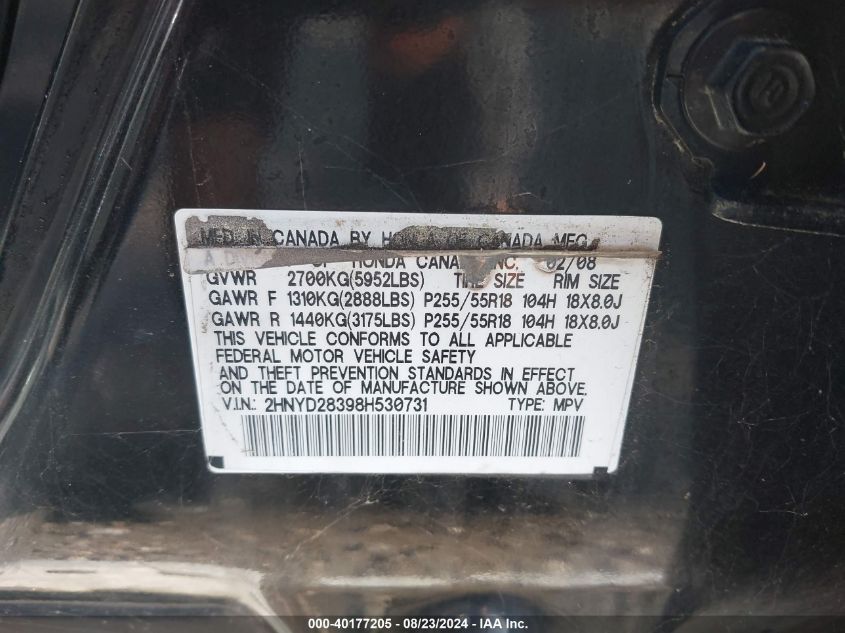 MFD. IN CANADA BY HONDA OF CANADA MFG.
A OF HONDA CANADA INC. 02/08
GVWR 2700KG(5952LBS) TIRE SIZE RIM SIZE
GAWR F 1310KG(2888LBS) P255/55R18 104H 18X8.0J
GAWR R 1440KG(3175LBS) P255/55R18 104H 18X8.0J
THIS VEHICLE CONFORMS TO ALL APPLICABLE
FEDERAL MOTOR VEHICLE SAFETY
AND THEFT PREVENTION STANDARDS IN EFFECT
ON THE DATE OF MANUFACTURE SHOWN ABOVE.
V.I.N.: 2HNYD28398H530731 TYPE: MPV
000-40177205 - 08/23/2024 - IAA Inc.